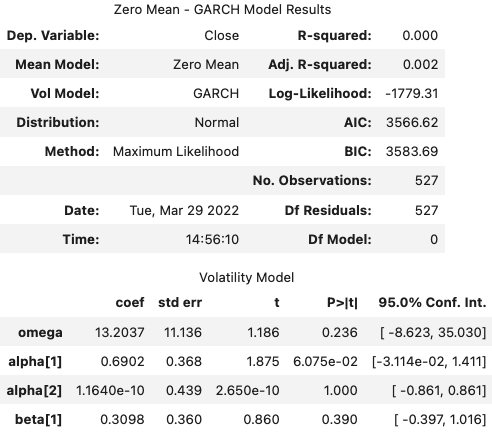 Zero Mean - GARCH Model Results
Dep. Variable: Close R-squared: 0.000
Mean Model: Zero Mean Adj. R-squared: 0.002
Vol Model: GARCH Log-Likelihood: -1779.31
Distribution: Normal AIC: 3566.62
Method: Maximum Likelihood BIC: 3583.69
No. Observations: 527
Date: Tue, Mar 29 2022 Df Residuals: 527
Time: 14:56:10 Df Model: 0
Volatility Model
coef std err t P>|t| 95.0% Conf. Int.
omega 13.2037 11.136 1.186 0.236 [ -8.623, 35.030]
alpha[1] 0.6902 0.368 1.875 6.075e-02 [-3.114e-02, 1.411]
alpha[2] 1.1640e-10 0.439 2.650e-10 1.000 [ -0.861, 0.861]
beta[1] 0.3098 0.360 0.860 0.390 [ -0.397, 1.016]